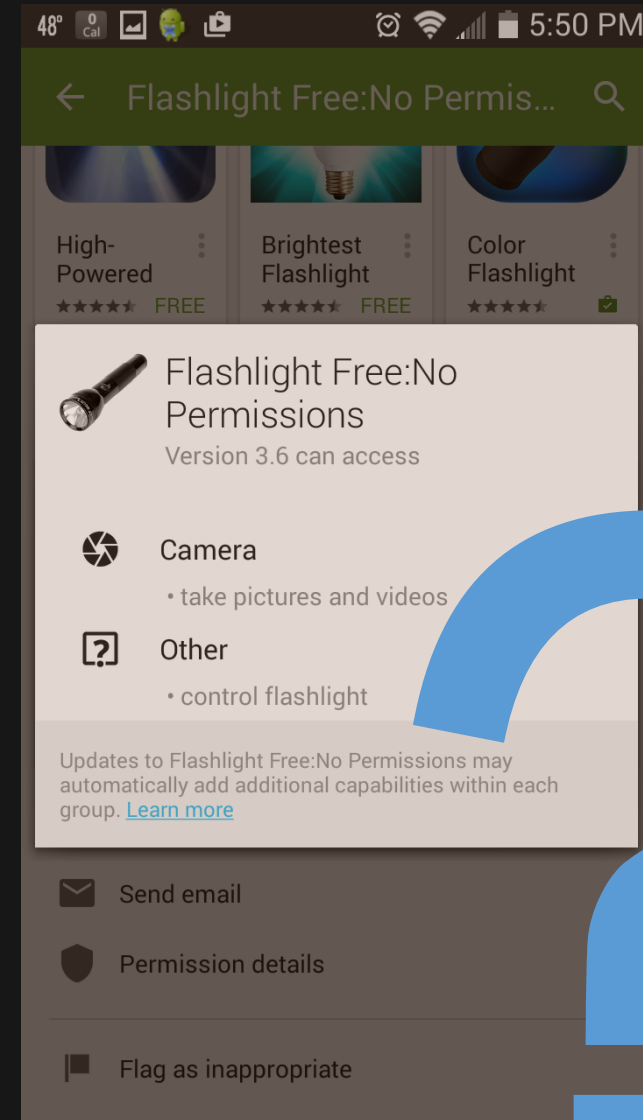 48° 0 Cal 5:50 PM
Flashlight Free:No Permis...
High-Powered
FREE
Brightest Flashlight
FREE
Color Flashlight
Flashlight Free:No
Permissions
Version 3.6 can access
Camera
• take pictures and videos
Other
• control flashlight
Updates to Flashlight Free:No Permissions may
automatically add additional capabilities within each
group. Learn more
Send email
Permission details
Flag as inappropriate